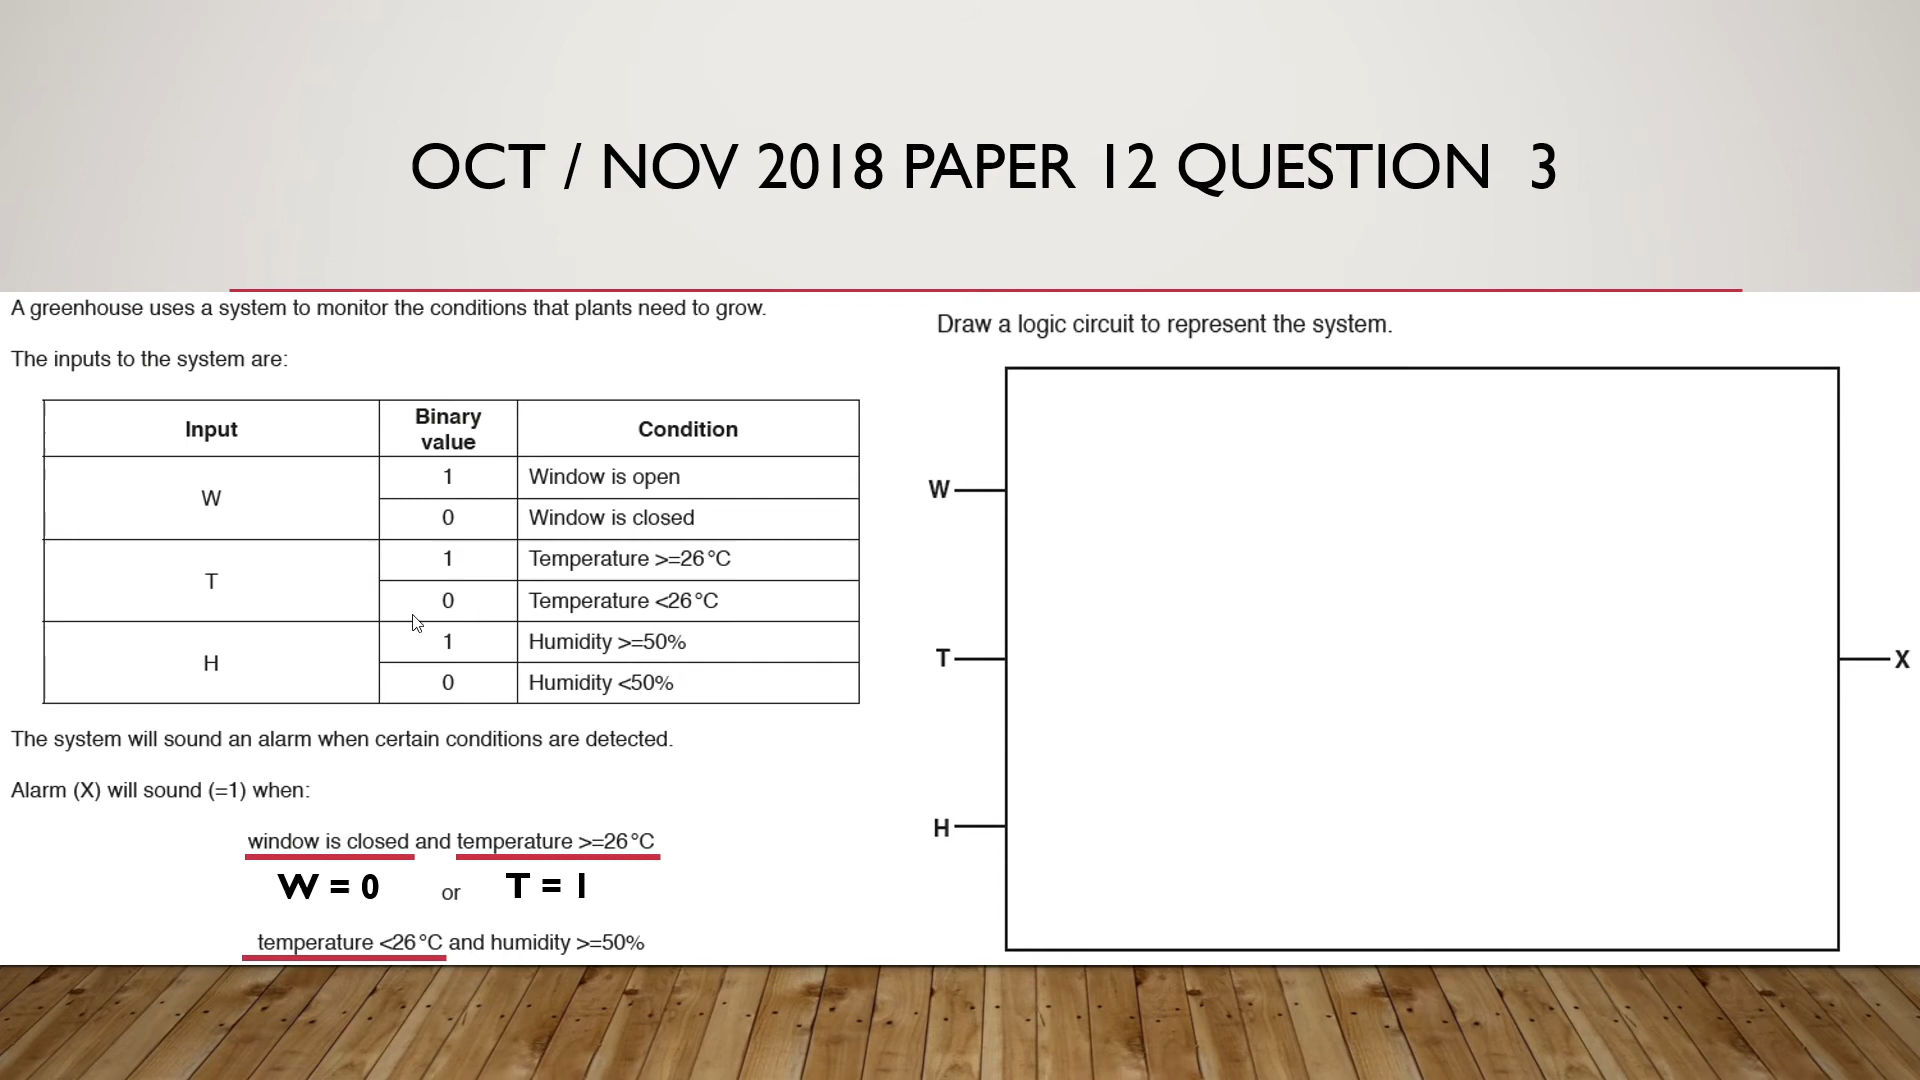 OCT / NOV 2018 PAPER 12 QUESTION 3
A greenhouse uses a system to monitor the conditions that plants need to grow.
The inputs to the system are:
Input Binary value Condition
W 1 Window is open
0 Window is closed
T 1 Temperature >=26°C
0 Temperature <26°C
H 1 Humidity >=50%
0 Humidity <50%
The system will sound an alarm when certain conditions are detected.
Alarm (X) will sound (=1) when:
window is closed and temperature >=26°C
W = 0 or T = 1
temperature <26°C and humidity >=50%
Draw a logic circuit to represent the system.
W
T
X
H